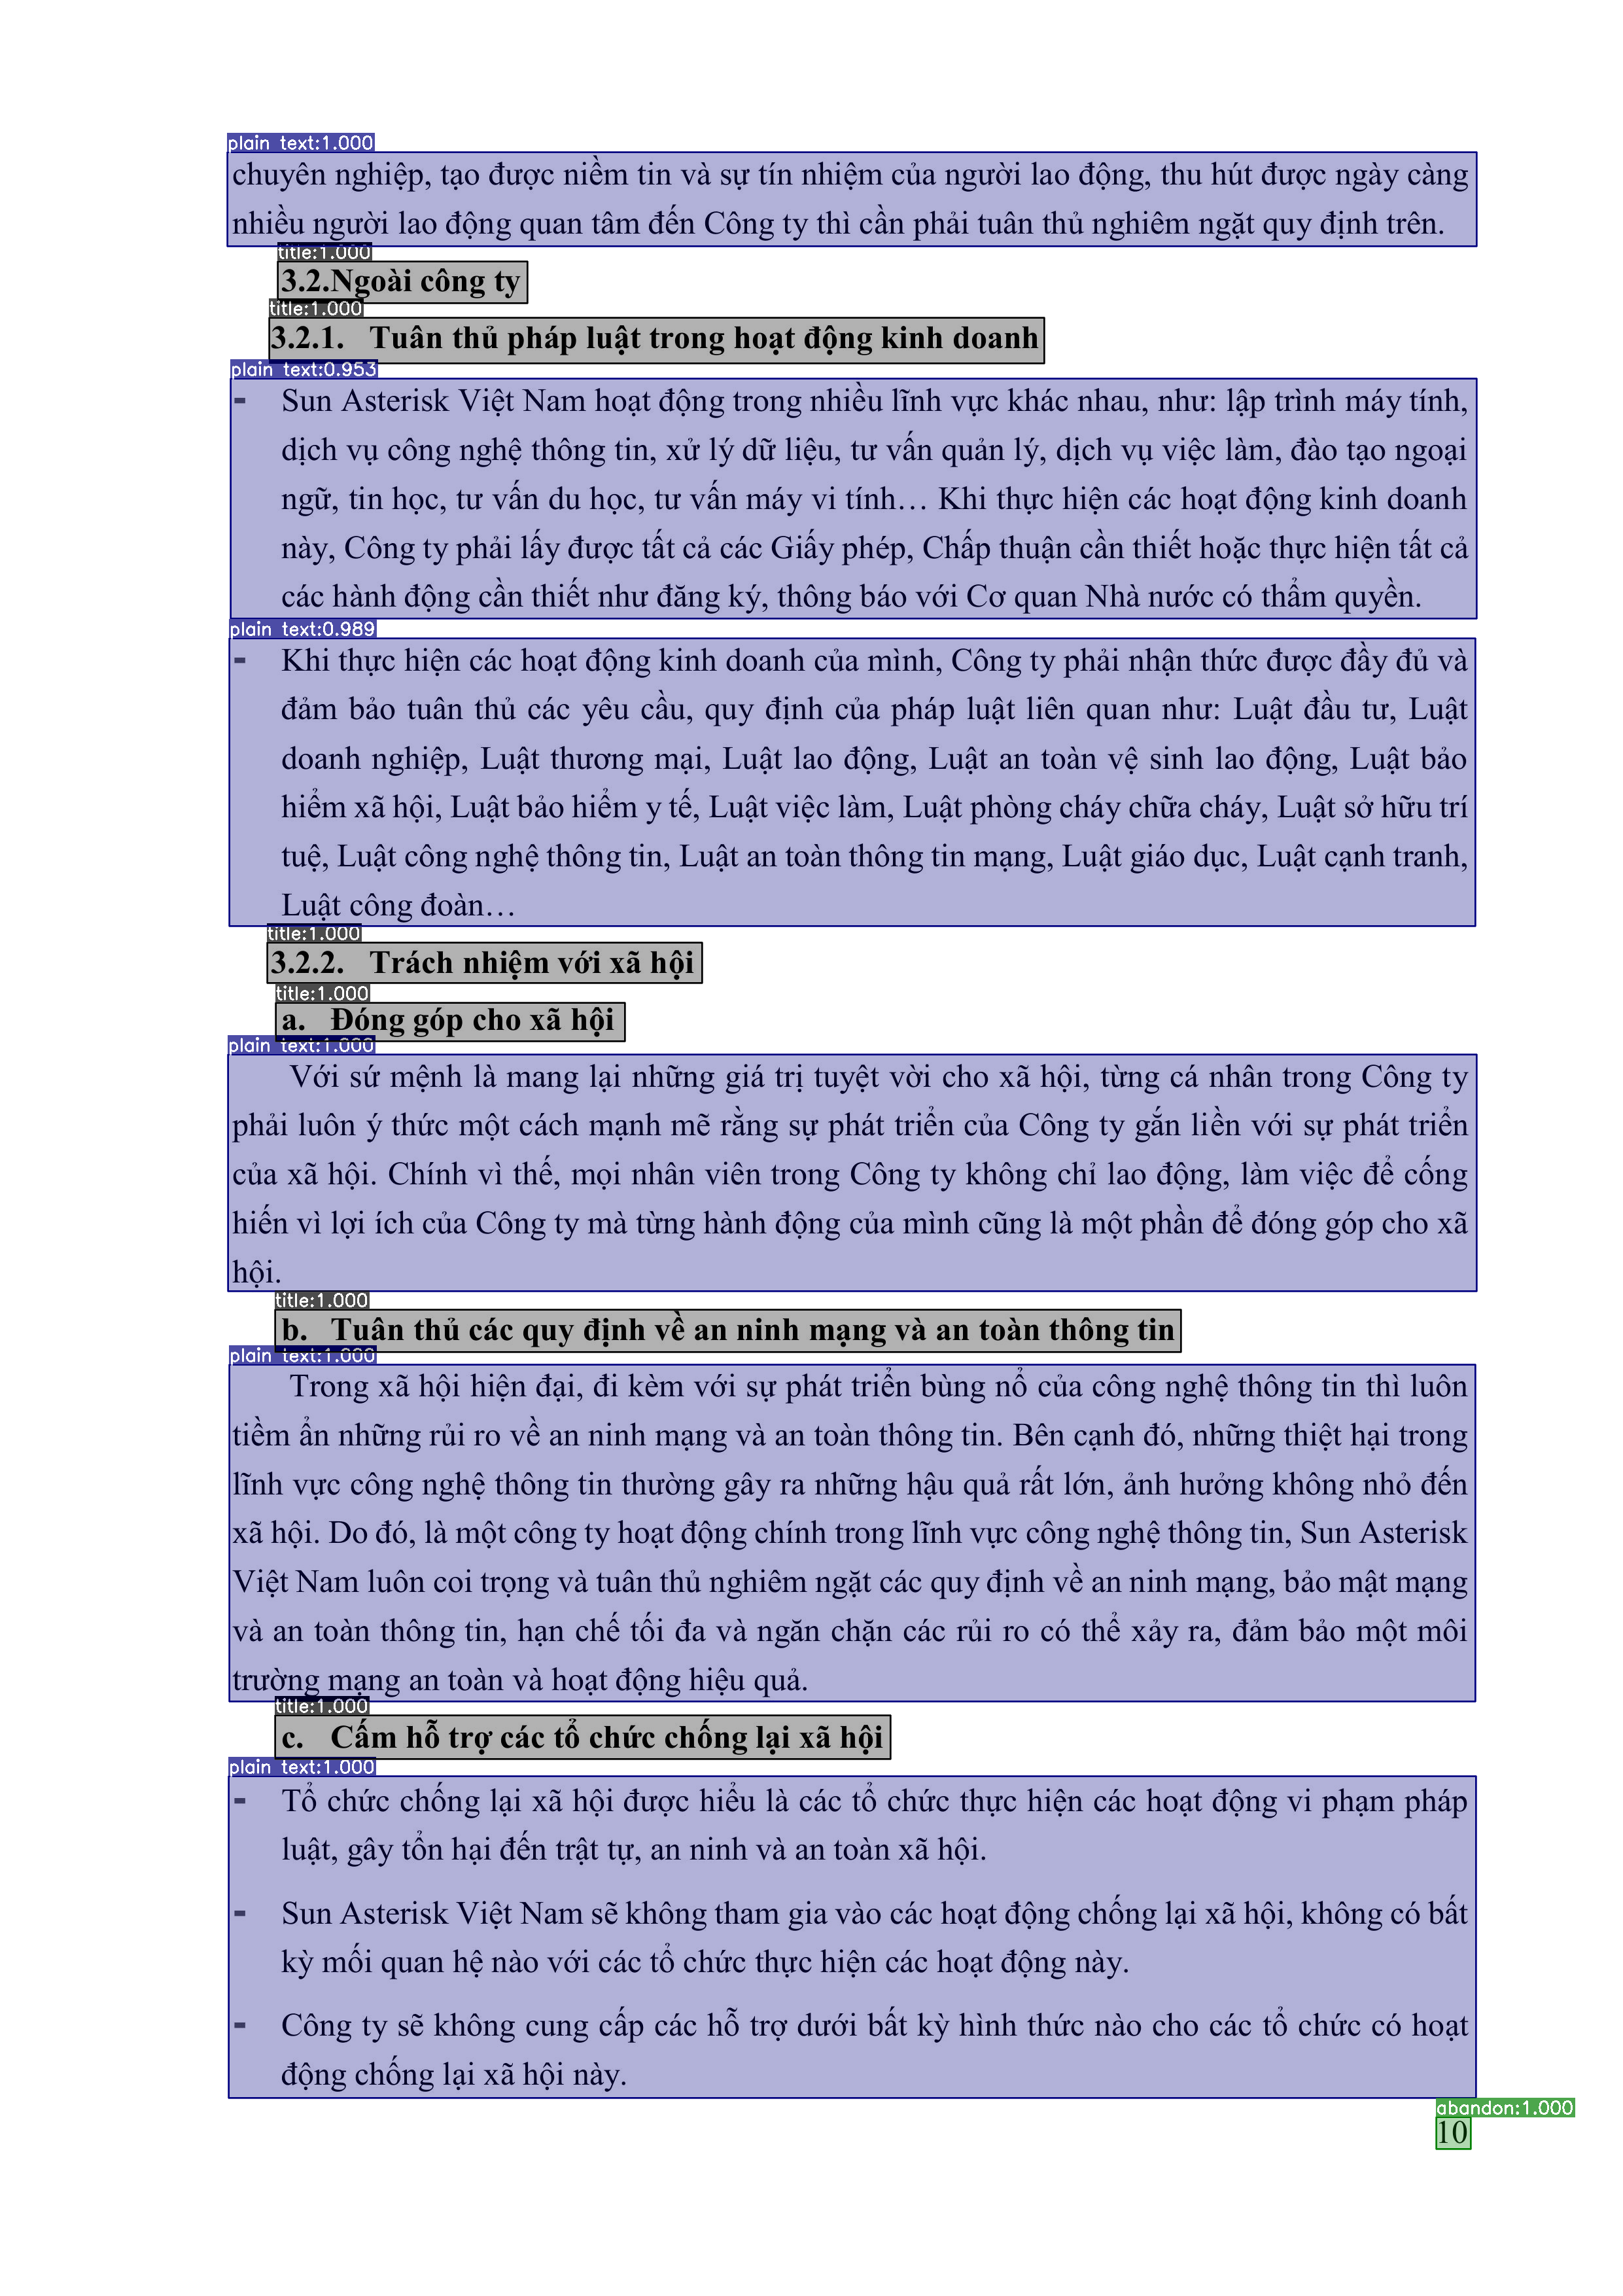 plain text:1.000
chuyên nghiệp, tạo được niềm tin và sự tín nhiệm của người lao động, thu hút được ngày càng
nhiều người lao động quan tâm đến Công ty thì cần phải tuân thủ nghiêm ngặt quy định trên.
title:1.000
3.2.Ngoài công ty
title:1.000
3.2.1. Tuân thủ pháp luật trong hoạt động kinh doanh
plain text:0.953
- Sun Asterisk Việt Nam hoạt động trong nhiều lĩnh vực khác nhau, như: lập trình máy tính,
dịch vụ công nghệ thông tin, xử lý dữ liệu, tư vấn quản lý, dịch vụ việc làm, đào tạo ngoại
ngữ, tin học, tư vấn du học, tư vấn máy vi tính… Khi thực hiện các hoạt động kinh doanh
này, Công ty phải lấy được tất cả các Giấy phép, Chấp thuận cần thiết hoặc thực hiện tất cả
các hành động cần thiết như đăng ký, thông báo với Cơ quan Nhà nước có thẩm quyền.
plain text:0.989
- Khi thực hiện các hoạt động kinh doanh của mình, Công ty phải nhận thức được đầy đủ và
đảm bảo tuân thủ các yêu cầu, quy định của pháp luật liên quan như: Luật đầu tư, Luật
doanh nghiệp, Luật thương mại, Luật lao động, Luật an toàn vệ sinh lao động, Luật bảo
hiểm xã hội, Luật bảo hiểm y tế, Luật việc làm, Luật phòng cháy chữa cháy, Luật sở hữu trí
tuệ, Luật công nghệ thông tin, Luật an toàn thông tin mạng, Luật giáo dục, Luật cạnh tranh,
Luật công đoàn…
title:1.000
3.2.2. Trách nhiệm với xã hội
title:1.000
a. Đóng góp cho xã hội
plain text:1.000
Với sứ mệnh là mang lại những giá trị tuyệt vời cho xã hội, từng cá nhân trong Công ty
phải luôn ý thức một cách mạnh mẽ rằng sự phát triển của Công ty gắn liền với sự phát triển
của xã hội. Chính vì thế, mọi nhân viên trong Công ty không chỉ lao động, làm việc để cống
hiến vì lợi ích của Công ty mà từng hành động của mình cũng là một phần để đóng góp cho xã
hội.
title:1.000
b. Tuân thủ các quy định về an ninh mạng và an toàn thông tin
plain text:1.000
Trong xã hội hiện đại, đi kèm với sự phát triển bùng nổ của công nghệ thông tin thì luôn
tiềm ẩn những rủi ro về an ninh mạng và an toàn thông tin. Bên cạnh đó, những thiệt hại trong
lĩnh vực công nghệ thông tin thường gây ra những hậu quả rất lớn, ảnh hưởng không nhỏ đến
xã hội. Do đó, là một công ty hoạt động chính trong lĩnh vực công nghệ thông tin, Sun Asterisk
Việt Nam luôn coi trọng và tuân thủ nghiêm ngặt các quy định về an ninh mạng, bảo mật mạng
và an toàn thông tin, hạn chế tối đa và ngăn chặn các rủi ro có thể xảy ra, đảm bảo một môi
trường mạng an toàn và hoạt động hiệu quả.
title:1.000
c. Cấm hỗ trợ các tổ chức chống lại xã hội
plain text:1.000
- Tổ chức chống lại xã hội được hiểu là các tổ chức thực hiện các hoạt động vi phạm pháp
luật, gây tổn hại đến trật tự, an ninh và an toàn xã hội.
- Sun Asterisk Việt Nam sẽ không tham gia vào các hoạt động chống lại xã hội, không có bất
kỳ mối quan hệ nào với các tổ chức thực hiện các hoạt động này.
- Công ty sẽ không cung cấp các hỗ trợ dưới bất kỳ hình thức nào cho các tổ chức có hoạt
động chống lại xã hội này.
abandon:1.000
10